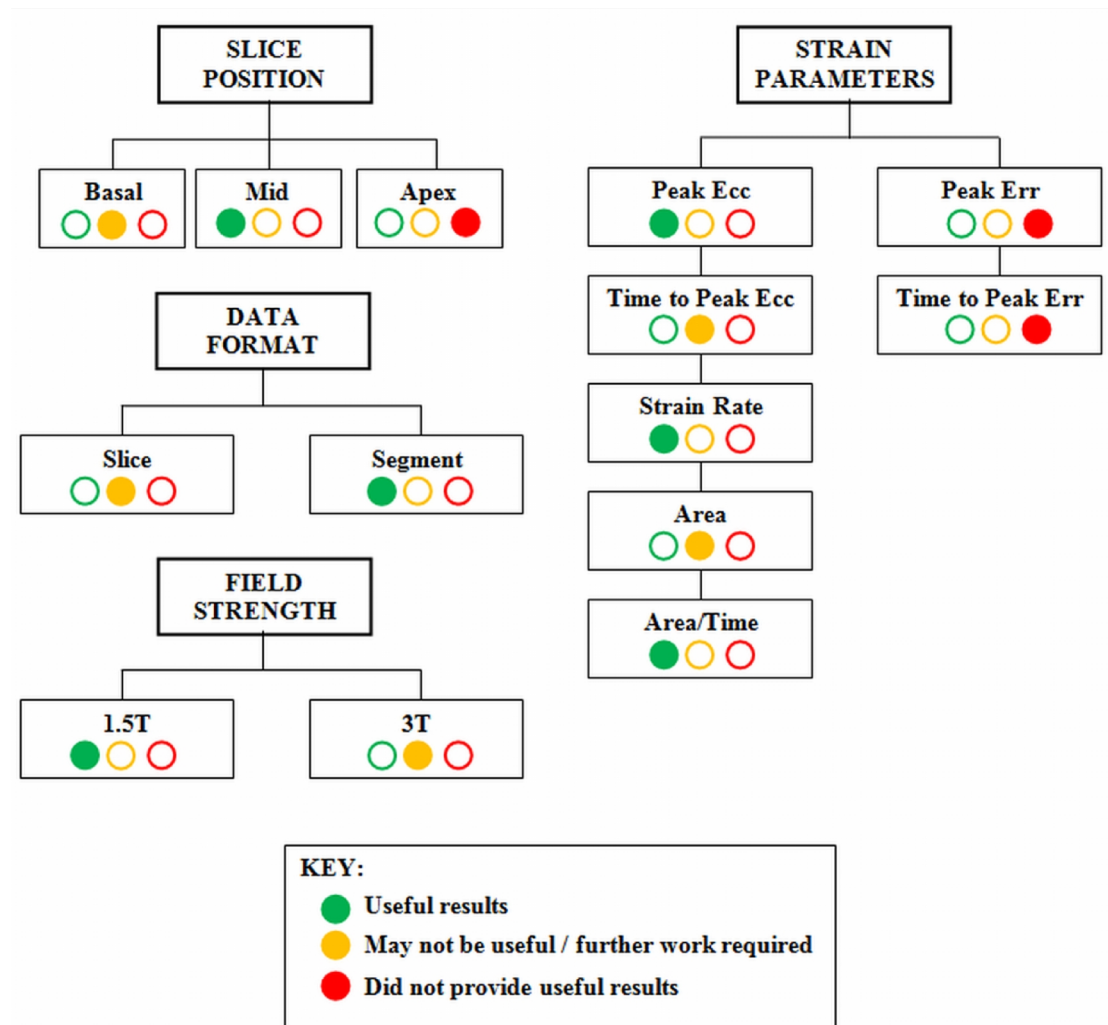 SLICE
POSITION
Basal
Mid
Apex
DATA
FORMAT
Slice
Segment
FIELD
STRENGTH
1.5T
3T
STRAIN
PARAMETERS
Peak Ecc
Peak Err
Time to Peak Ecc
Time to Peak Err
Strain Rate
Area
Area/Time
KEY:
Useful results
May not be useful / further work required
Did not provide useful results